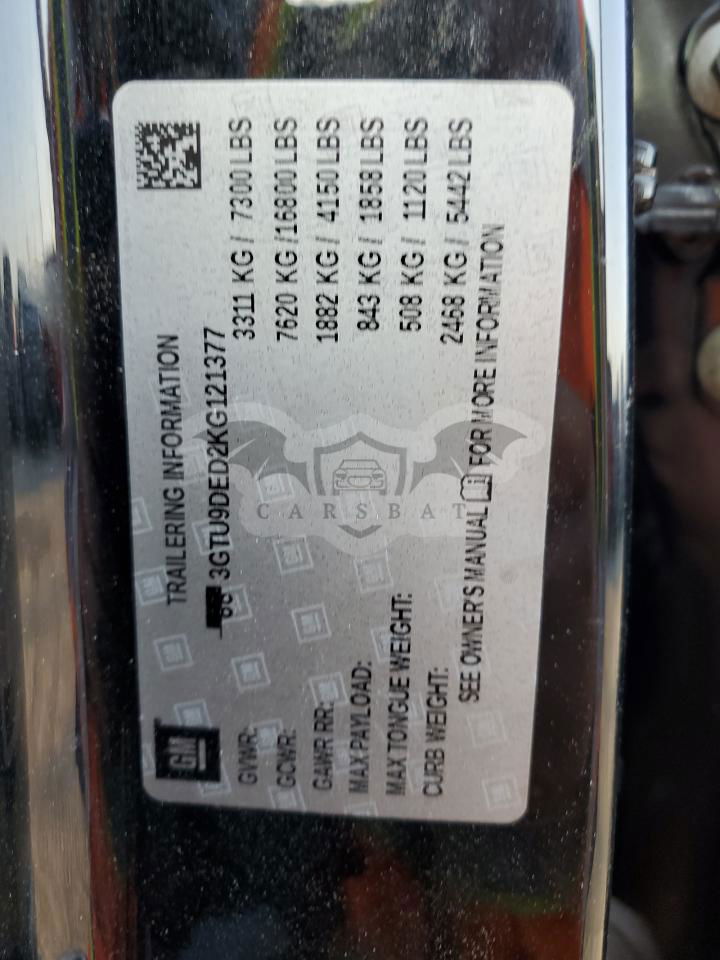 GM
TRAILERING INFORMATION
3GTU9DED2KG121377
GVWR: 3311 KG / 7300 LBS
GCWR: 7620 KG /16800 LBS
GAWR RR: 1882 KG / 4150 LBS
MAX PAYLOAD: 843 KG / 1858 LBS
MAX TONGUE WEIGHT: 508 KG / 1120 LBS
CURB WEIGHT: 2468 KG / 5442 LBS
SEE OWNER'S MANUAL FOR MORE INFORMATION
CARSBAT